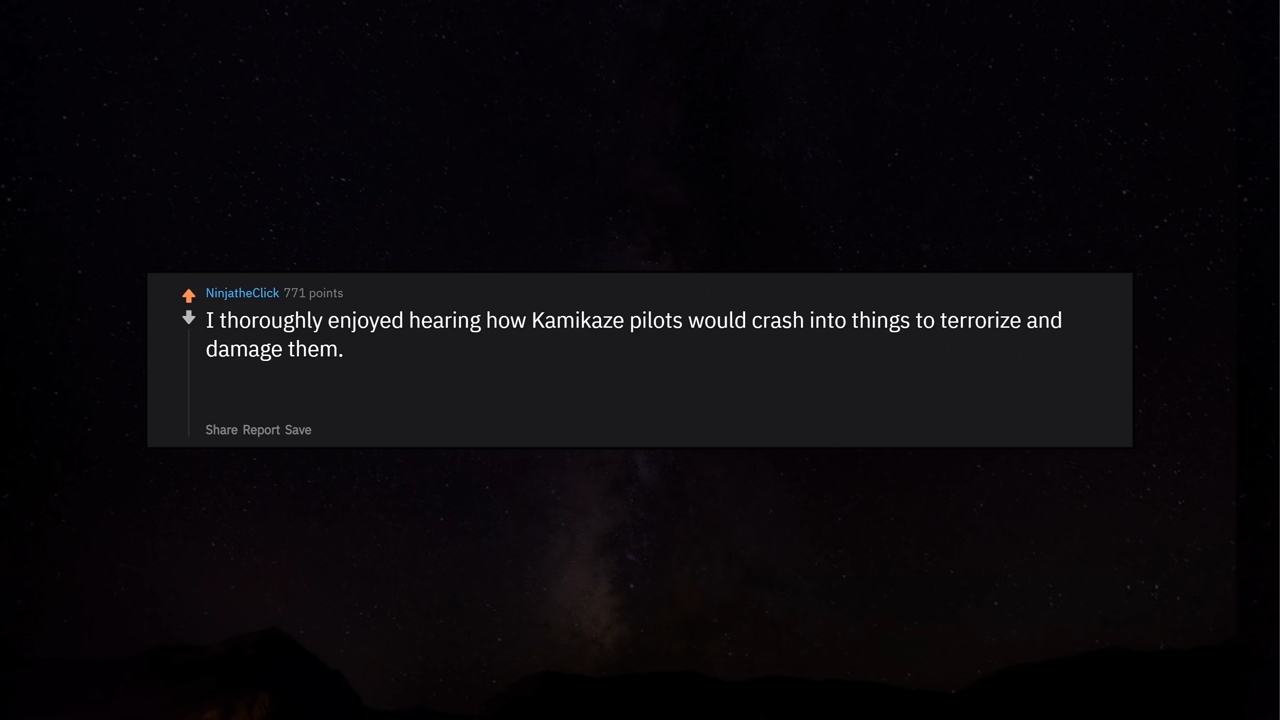 NinjatheClick 771 points
I thoroughly enjoyed hearing how Kamikaze pilots would crash into things to terrorize and
damage them.
Share Report Save